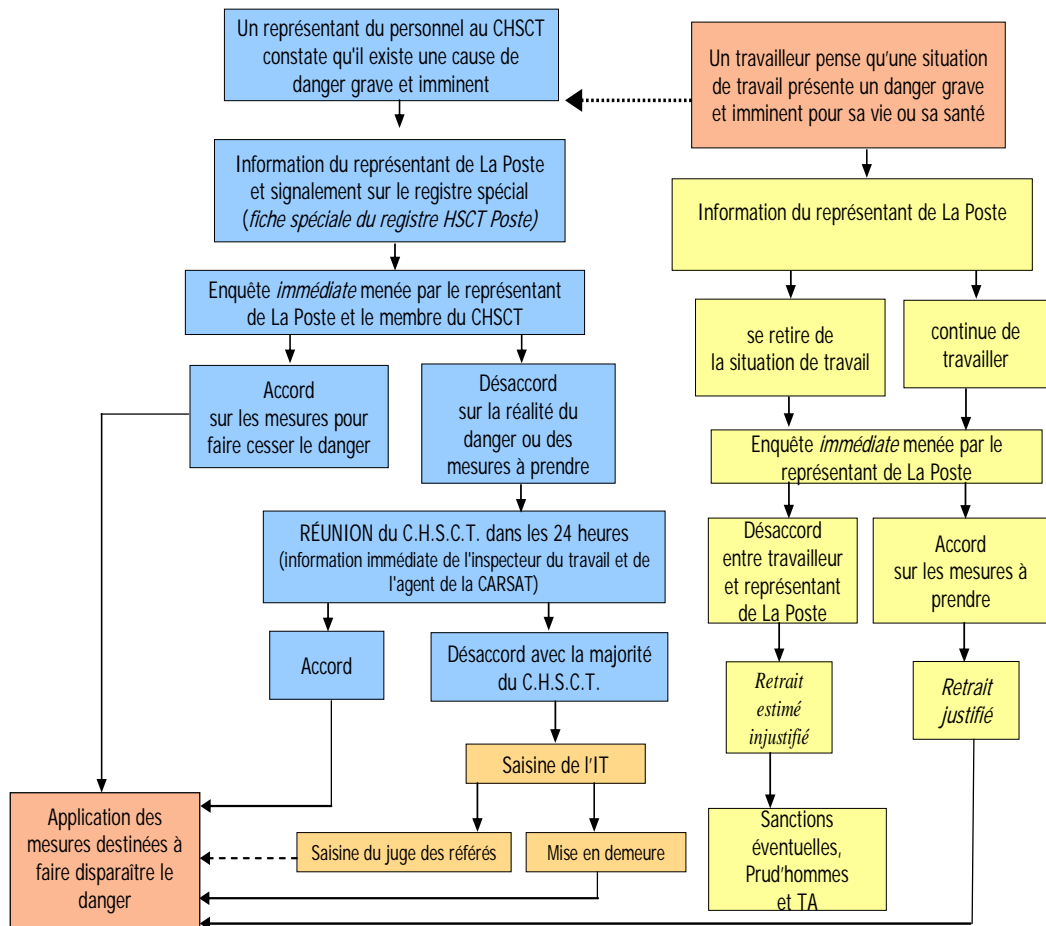 Un représentant du personnel au CHSCT
constate qu'il existe une cause de
danger grave et imminent
Un travailleur pense qu'une situation
de travail présente un danger grave
et imminent pour sa vie ou sa santé
Information du représentant de La Poste
et signalement sur le registre spécial
(fiche spéciale du registre HSCT Poste)
Information du représentant de La Poste
Enquête immédiate menée par le représentant
de La Poste et le membre du CHSCT
se retire de
la situation de travail
continue de
travailler
Accord
sur les mesures pour
faire cesser le danger
Désaccord
sur la réalité du
danger ou des
mesures à prendre
Enquête immédiate menée par le
représentant de La Poste
RÉUNION du C.H.S.C.T. dans les 24 heures
(information immédiate de l'inspecteur du travail et de
l'agent de la CARSAT)
Désaccord
entre travailleur
et représentant
de La Poste
Accord
sur les mesures à
prendre
Accord
Désaccord avec la majorité
du C.H.S.C.T.
Retrait
estimé
injustifié
Retrait
justifié
Saisine de l'IT
Application des
mesures destinées à
faire disparaître le
danger
Saisine du juge des référés
Mise en demeure
Sanctions
éventuelles,
Prud'hommes
et TA